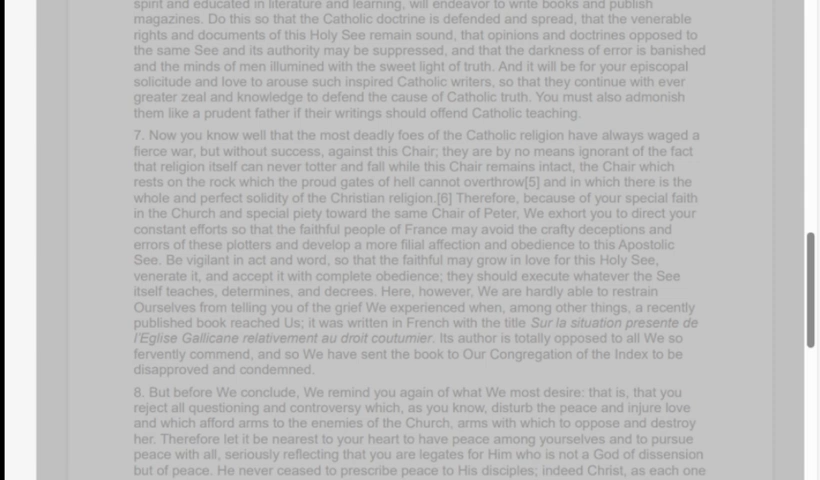 spirit and educated in literature and learning, will endeavor to write books and publish
magazines. Do this so that the Catholic doctrine is defended and spread, that the venerable
rights and documents of this Holy See remain sound, that opinions and doctrines opposed to
the same See and its authority may be suppressed, and that the darkness of error is banished
and the minds of men illumined with the sweet light of truth. And it will be for your episcopal
solicitude and love to arouse such inspired Catholic writers, so that they continue with ever
greater zeal and knowledge to defend the cause of Catholic truth. You must also admonish
them like a prudent father if their writings should offend Catholic teaching.
7. Now you know well that the most deadly foes of the Catholic religion have always waged a
fierce war, but without success, against this Chair; they are by no means ignorant of the fact
that religion itself can never totter and fall while this Chair remains intact, the Chair which
rests on the rock which the proud gates of hell cannot overthrow[5] and in which there is the
whole and perfect solidity of the Christian religion.[6] Therefore, because of your special faith
in the Church and special piety toward the same Chair of Peter, We exhort you to direct your
constant efforts so that the faithful people of France may avoid the crafty deceptions and
errors of these plotters and develop a more filial affection and obedience to this Apostolic
See. Be vigilant in act and word, so that the faithful may grow in love for this Holy See,
venerate it, and accept it with complete obedience; they should execute whatever the See
itself teaches, determines, and decrees. Here, however, We are hardly able to restrain
Ourselves from telling you of the grief We experienced when, among other things, a recently
published book reached Us; it was written in French with the title Sur la situation presente de
l'Eglise Gallicane relativement au droit coutumier. Its author is totally opposed to all We so
fervently commend, and so We have sent the book to Our Congregation of the Index to be
disapproved and condemned.
8. But before We conclude, We remind you again of what We most desire: that is, that you
reject all questioning and controversy which, as you know, disturb the peace and injure love
and which afford arms to the enemies of the Church, arms with which to oppose and destroy
her. Therefore let it be nearest to your heart to have peace among yourselves and to pursue
peace with all, seriously reflecting that you are legates for Him who is not a God of dissension
but of peace. He never ceased to prescribe peace to His disciples; indeed Christ, as each one